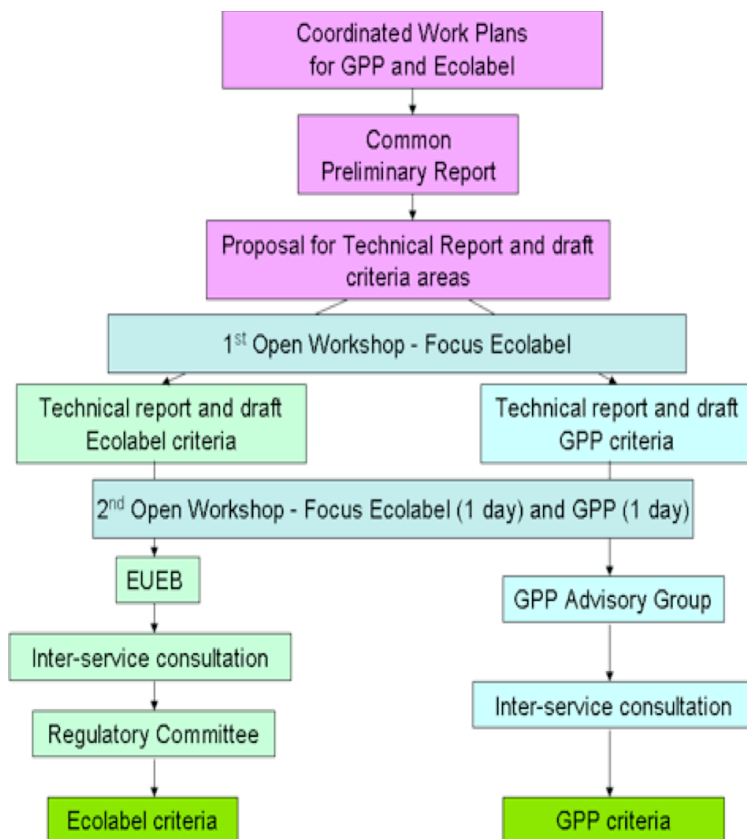 Coordinated Work Plans
for GPP and Ecolabel
Common
Preliminary Report
Proposal for Technical Report and draft
criteria areas
1st Open Workshop - Focus Ecolabel
Technical report and draft
Ecolabel criteria
Technical report and draft
GPP criteria
2nd Open Workshop - Focus Ecolabel (1 day) and GPP (1 day)
EUEB
GPP Advisory Group
Inter-service consultation
Inter-service consultation
Regulatory Committee
Ecolabel criteria
GPP criteria